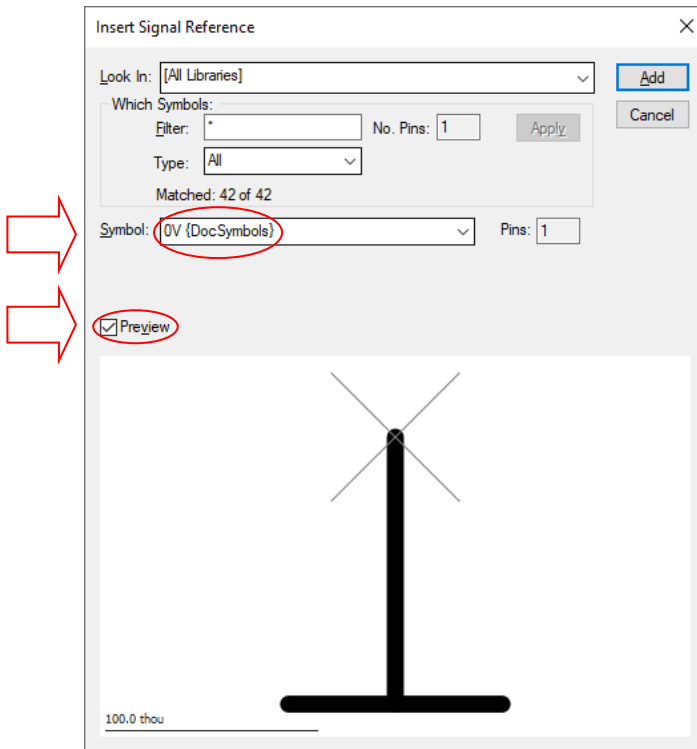 Insert Signal Reference
Look In: [All Libraries] Add
Which Symbols: Cancel
Filter: * No. Pins: 1 Apply
Type: All
Matched: 42 of 42
Symbol: 0V {DocSymbols} Pins: 1
Preview
100.0 thou